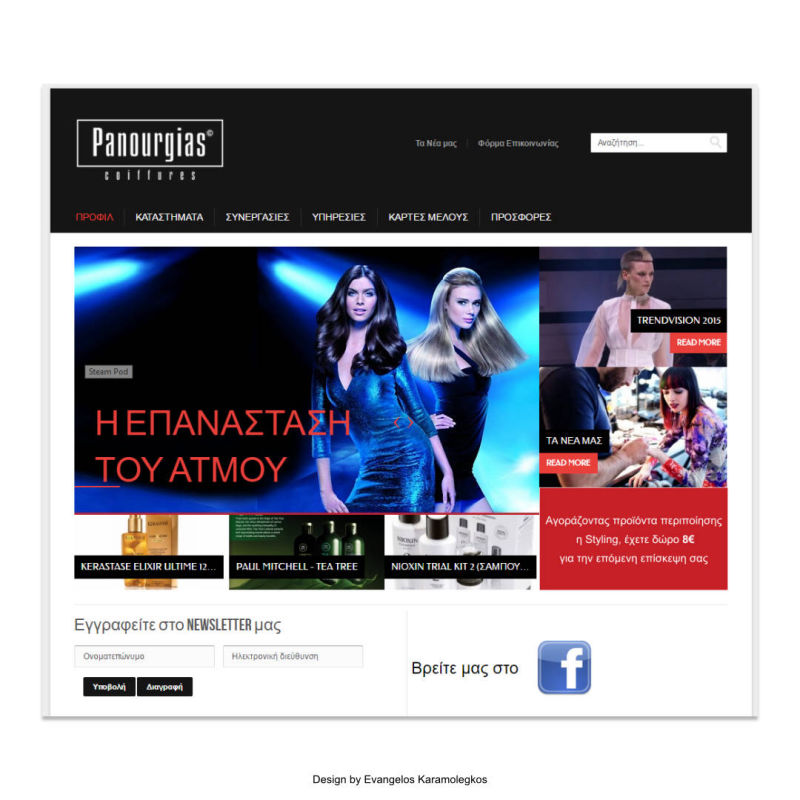 Panourgias©
coiffures
Τα Νέα μας
Φόρμα Επικοινωνίας
Αναζήτηση...
ΠΡΟΦΙΛ
ΚΑΤΑΣΤΗΜΑΤΑ
ΣΥΝΕΡΓΑΣΙΕΣ
ΥΠΗΡΕΣΙΕΣ
ΚΑΡΤΕΣ ΜΕΛΟΥΣ
ΠΡΟΣΦΟΡΕΣ
Steam Pod
Η ΕΠΑΝΑΣΤΑΣΗ
ΤΟΥ ΑΤΜΟΥ
TRENDVISION 2015
READ MORE
ΤΑ ΝΕΑ ΜΑΣ
READ MORE
Αγοράζοντας προϊόντα περιποίησης
η Styling, έχετε δώρο 8€
για την επόμενη επίσκεψη σας
KERASTASE
KERASTASE ELIXIR ULTIME 12...
PAUL MITCHELL - TEA TREE
NIOXIN
NIOXIN TRIAL KIT 2 (ΣΑΜΠΟΥ...
Εγγραφείτε στο NEWSLETTER μας
Ονοματεπώνυμο
Ηλεκτρονική διεύθυνση
Υποβολή
Διαγραφή
Βρείτε μας στο
f
Design by Evangelos Karamolegkos